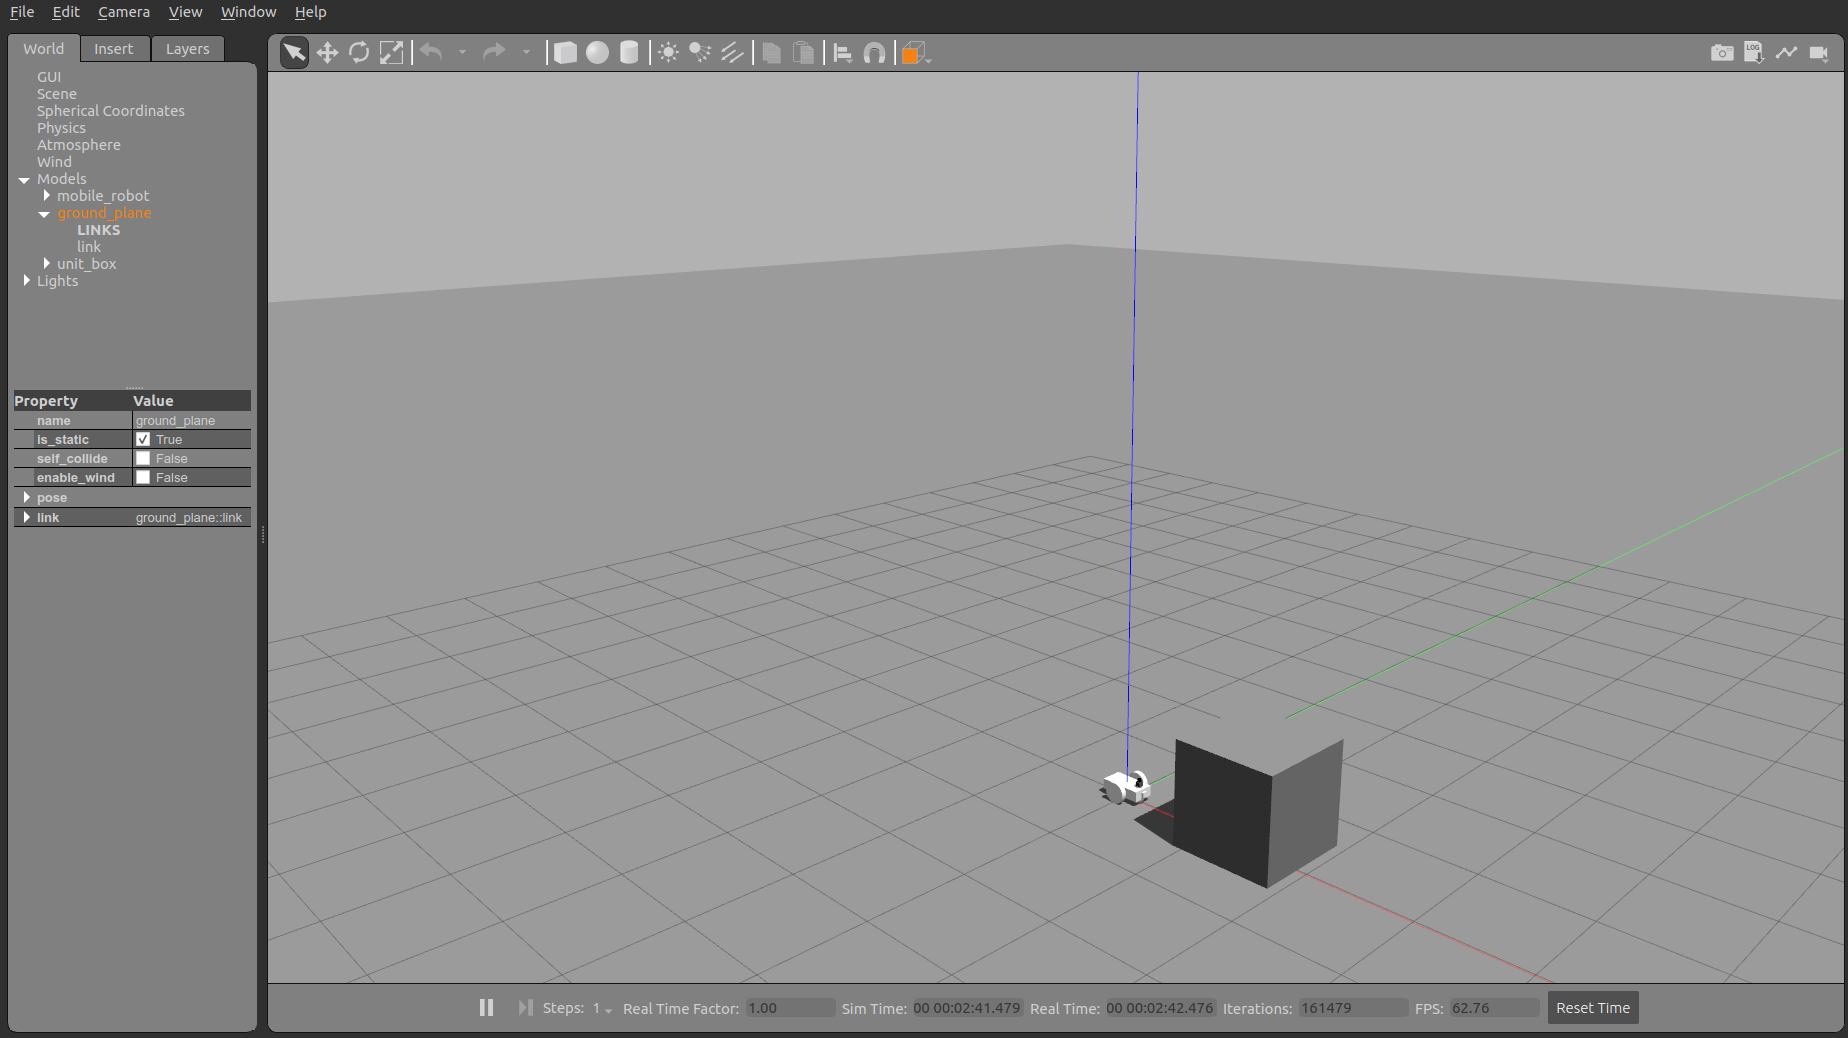 File Edit Camera View Window Help
World Insert Layers
LOG
GUI
Scene
Spherical Coordinates
Physics
Atmosphere
Wind
Models
mobile_robot
ground_plane
LINKS
link
unit_box
Lights
Property Value
name ground_plane
is_static True
self_collide False
enable_wind False
pose
link ground_plane::link
Steps: 1 Real Time Factor: 1.00 Sim Time: 00 00:02:41.479 Real Time: 00 00:02:42.476 Iterations: 161479 FPS: 62.76 Reset Time